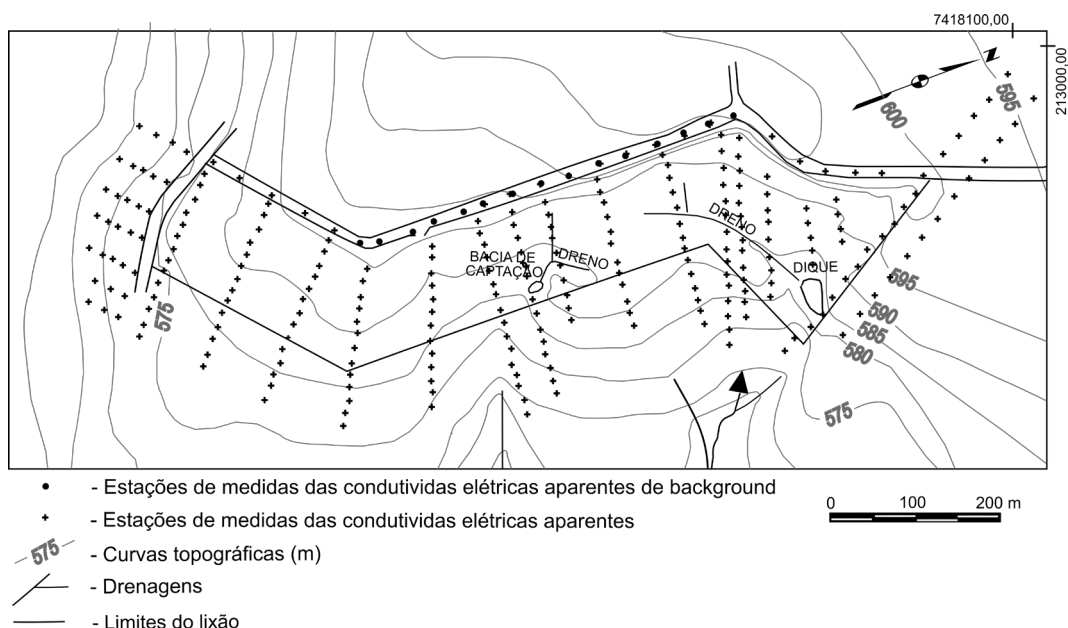 7418100,00
213000,00
N
595
600
DRENO
BACIA DE
CAPTAÇÃO
DRENO
DIQUE
595
590
585
580
575
575
- Estações de medidas das condutividas elétricas aparentes de background
- Estações de medidas das condutividas elétricas aparentes
575 - Curvas topográficas (m)
- Drenagens
- Limites do lixão
0 100 200 m